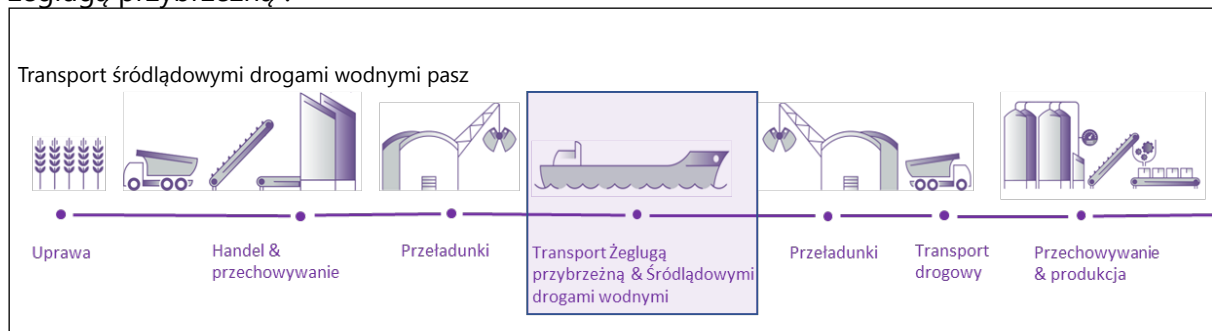 żeglugą przybrzeżną .
Transport śródlądowymi drogami wodnymi pasz
Uprawa
Handel &
przechowywanie
Przeładunki
Transport Żeglugą
przybrzeżną & Śródlądowymi
drogami wodnymi
Przeładunki
Transport
drogowy
Przechowywanie
& produkcja